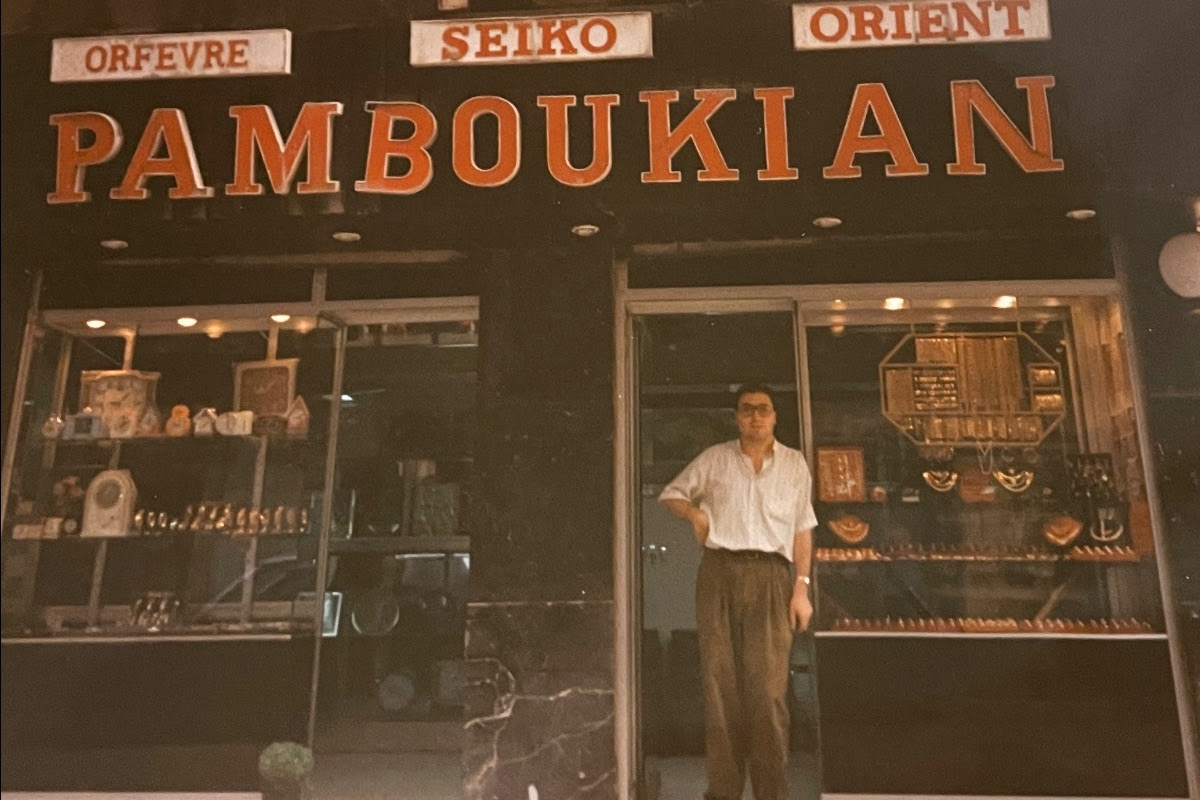 ORFEVRE
SEIKO
ORIENT
PAMBOUKIAN